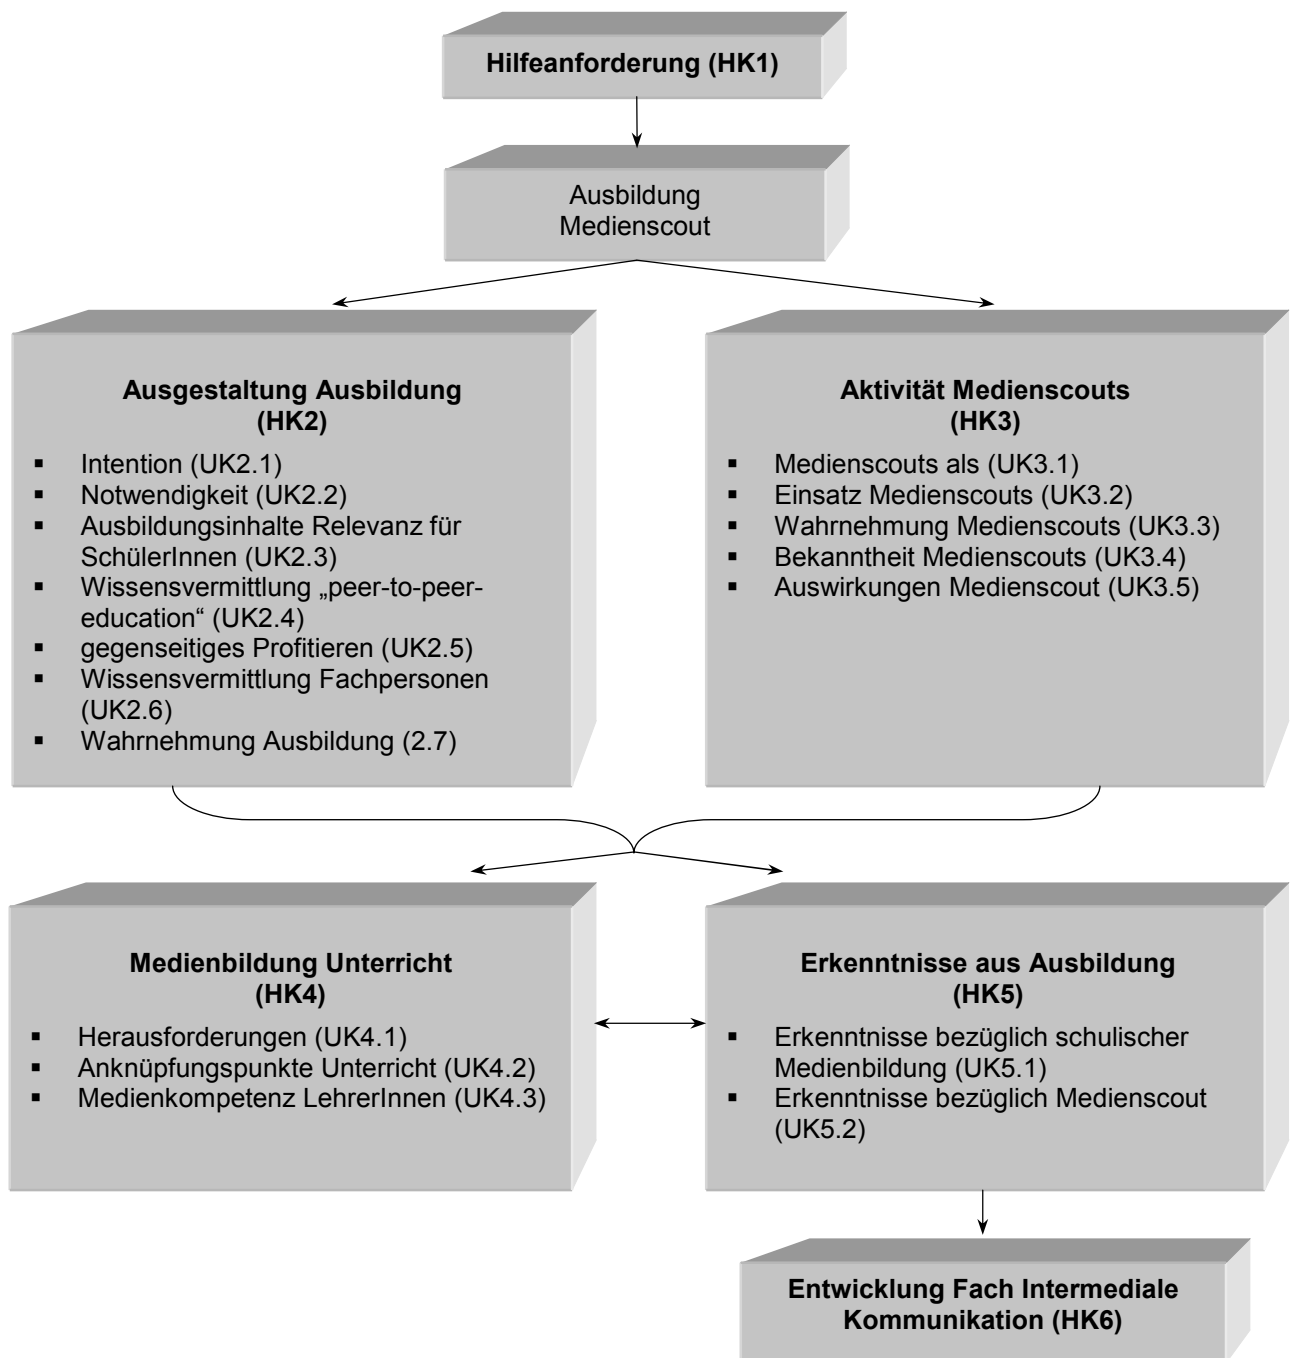 Hilfeanforderung (HK1)
Ausbildung
Medienscout
Ausgestaltung Ausbildung
(HK2)
▪ Intention (UK2.1)
▪ Notwendigkeit (UK2.2)
▪ Ausbildungsinhalte Relevanz für
SchülerInnen (UK2.3)
▪ Wissensvermittlung „peer-to-peer-
education“ (UK2.4)
▪ gegenseitiges Profitieren (UK2.5)
▪ Wissensvermittlung Fachpersonen
(UK2.6)
▪ Wahrnehmung Ausbildung (2.7)
Aktivität Medienscouts
(HK3)
▪ Medienscouts als (UK3.1)
▪ Einsatz Medienscouts (UK3.2)
▪ Wahrnehmung Medienscouts (UK3.3)
▪ Bekanntheit Medienscouts (UK3.4)
▪ Auswirkungen Medienscout (UK3.5)
Medienbildung Unterricht
(HK4)
▪ Herausforderungen (UK4.1)
▪ Anknüpfungspunkte Unterricht (UK4.2)
▪ Medienkompetenz LehrerInnen (UK4.3)
Erkenntnisse aus Ausbildung
(HK5)
▪ Erkenntnisse bezüglich schulischer
Medienbildung (UK5.1)
▪ Erkenntnisse bezüglich Medienscout
(UK5.2)
Entwicklung Fach Intermediale
Kommunikation (HK6)